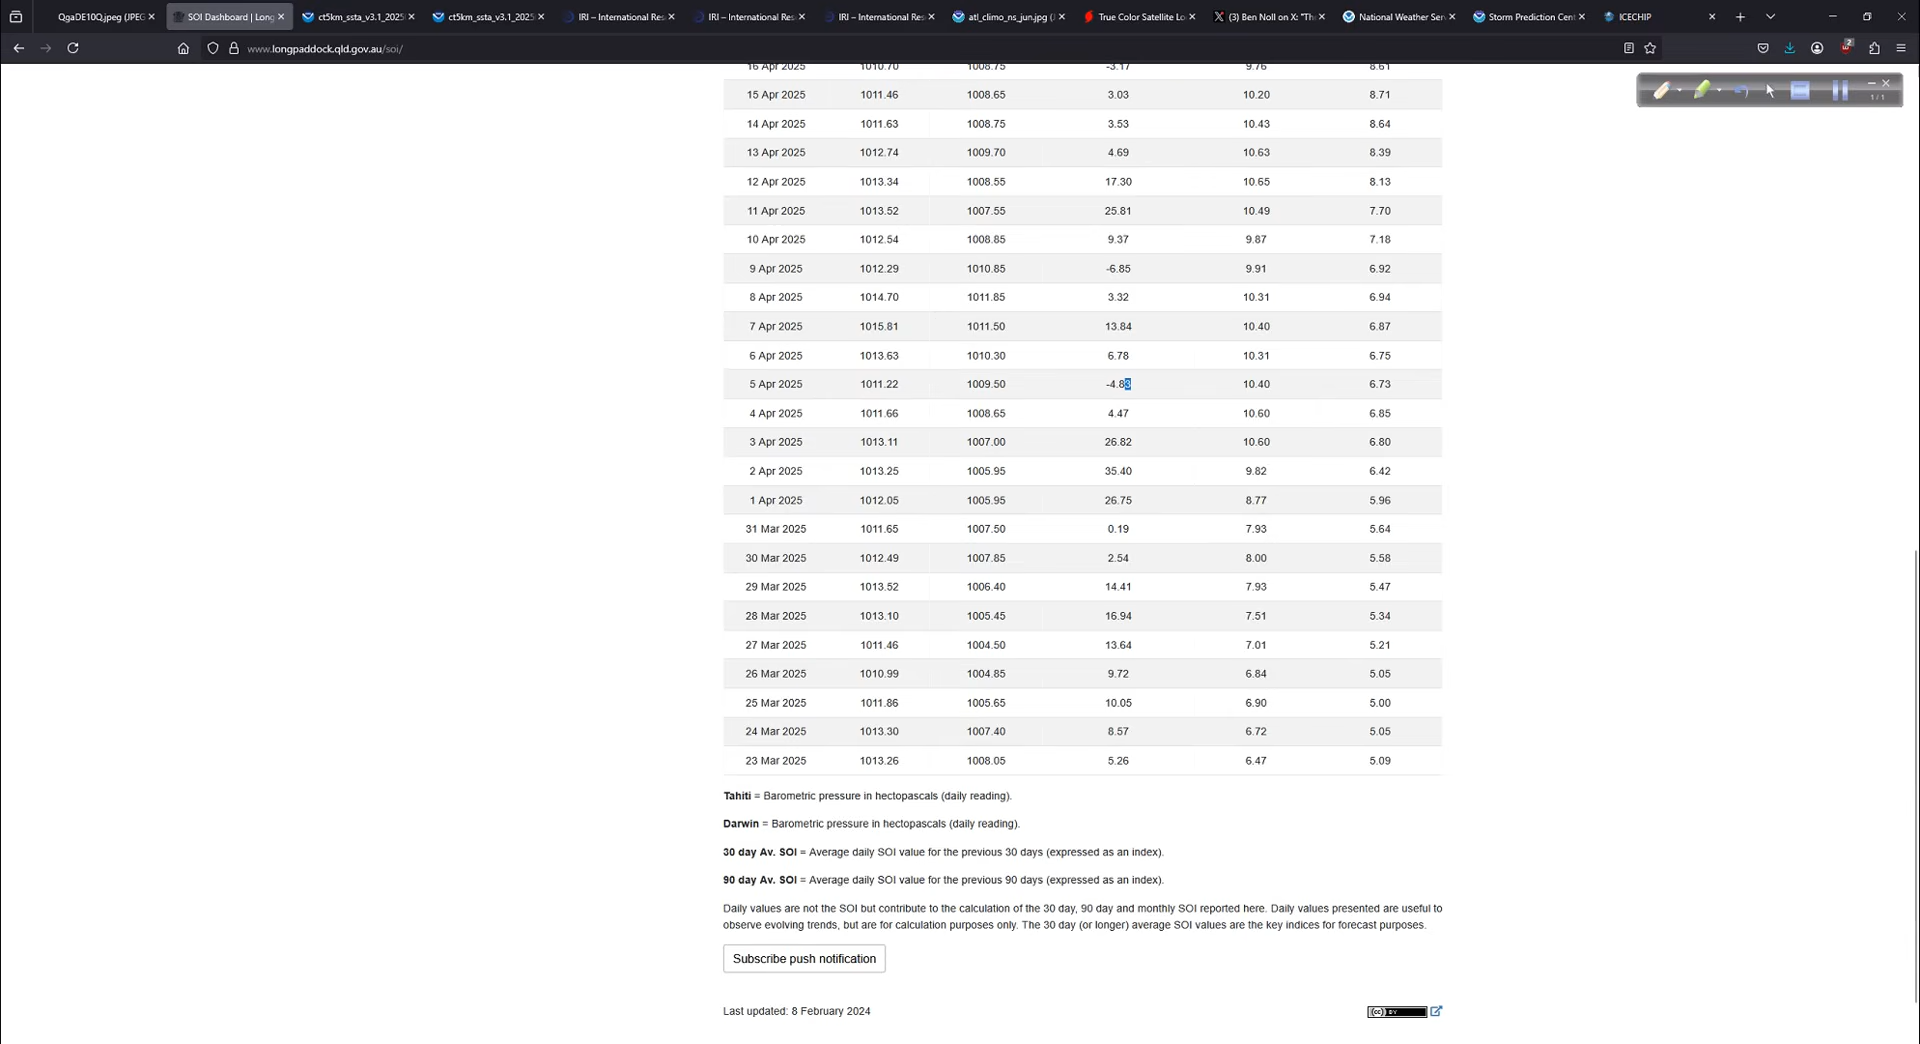 QgaDE10Q.jpeg (JPEG
SOI Dashboard | Long
ct5km_ssta_v3.1_2025
ct5km_ssta_v3.1_2025
IRI – International Res
IRI – International Res
IRI – International Res
atl_climo_ns_jun.jpg (
True Color Satellite Lo
(3) Ben Noll on X: "Th
National Weather Ser
Storm Prediction Cent
ICECHIP
www.longpaddock.qld.gov.au/soi/
2
1/1
16 Apr 2025 1010.70 1008.75 -3.17 9.76 8.61
15 Apr 2025 1011.46 1008.65 3.03 10.20 8.71
14 Apr 2025 1011.63 1008.75 3.53 10.43 8.64
13 Apr 2025 1012.74 1009.70 4.69 10.63 8.39
12 Apr 2025 1013.34 1008.55 17.30 10.65 8.13
11 Apr 2025 1013.52 1007.55 25.81 10.49 7.70
10 Apr 2025 1012.54 1008.85 9.37 9.87 7.18
9 Apr 2025 1012.29 1010.85 -6.85 9.91 6.92
8 Apr 2025 1014.70 1011.85 3.32 10.31 6.94
7 Apr 2025 1015.81 1011.50 13.84 10.40 6.87
6 Apr 2025 1013.63 1010.30 6.78 10.31 6.75
5 Apr 2025 1011.22 1009.50 -4.83 10.40 6.73
4 Apr 2025 1011.66 1008.65 4.47 10.60 6.85
3 Apr 2025 1013.11 1007.00 26.82 10.60 6.80
2 Apr 2025 1013.25 1005.95 35.40 9.82 6.42
1 Apr 2025 1012.05 1005.95 26.75 8.77 5.96
31 Mar 2025 1011.65 1007.50 0.19 7.93 5.64
30 Mar 2025 1012.49 1007.85 2.54 8.00 5.58
29 Mar 2025 1013.52 1006.40 14.41 7.93 5.47
28 Mar 2025 1013.10 1005.45 16.94 7.51 5.34
27 Mar 2025 1011.46 1004.50 13.64 7.01 5.21
26 Mar 2025 1010.99 1004.85 9.72 6.84 5.05
25 Mar 2025 1011.86 1005.65 10.05 6.90 5.00
24 Mar 2025 1013.30 1007.40 8.57 6.72 5.05
23 Mar 2025 1013.26 1008.05 5.26 6.47 5.09
Tahiti = Barometric pressure in hectopascals (daily reading).
Darwin = Barometric pressure in hectopascals (daily reading).
30 day Av. SOI = Average daily SOI value for the previous 30 days (expressed as an index).
90 day Av. SOI = Average daily SOI value for the previous 90 days (expressed as an index).
Daily values are not the SOI but contribute to the calculation of the 30 day, 90 day and monthly SOI reported here. Daily values presented are useful to
observe evolving trends, but are for calculation purposes only. The 30 day (or longer) average SOI values are the key indices for forecast purposes.
Subscribe push notification
Last updated: 8 February 2024
(cc) BY